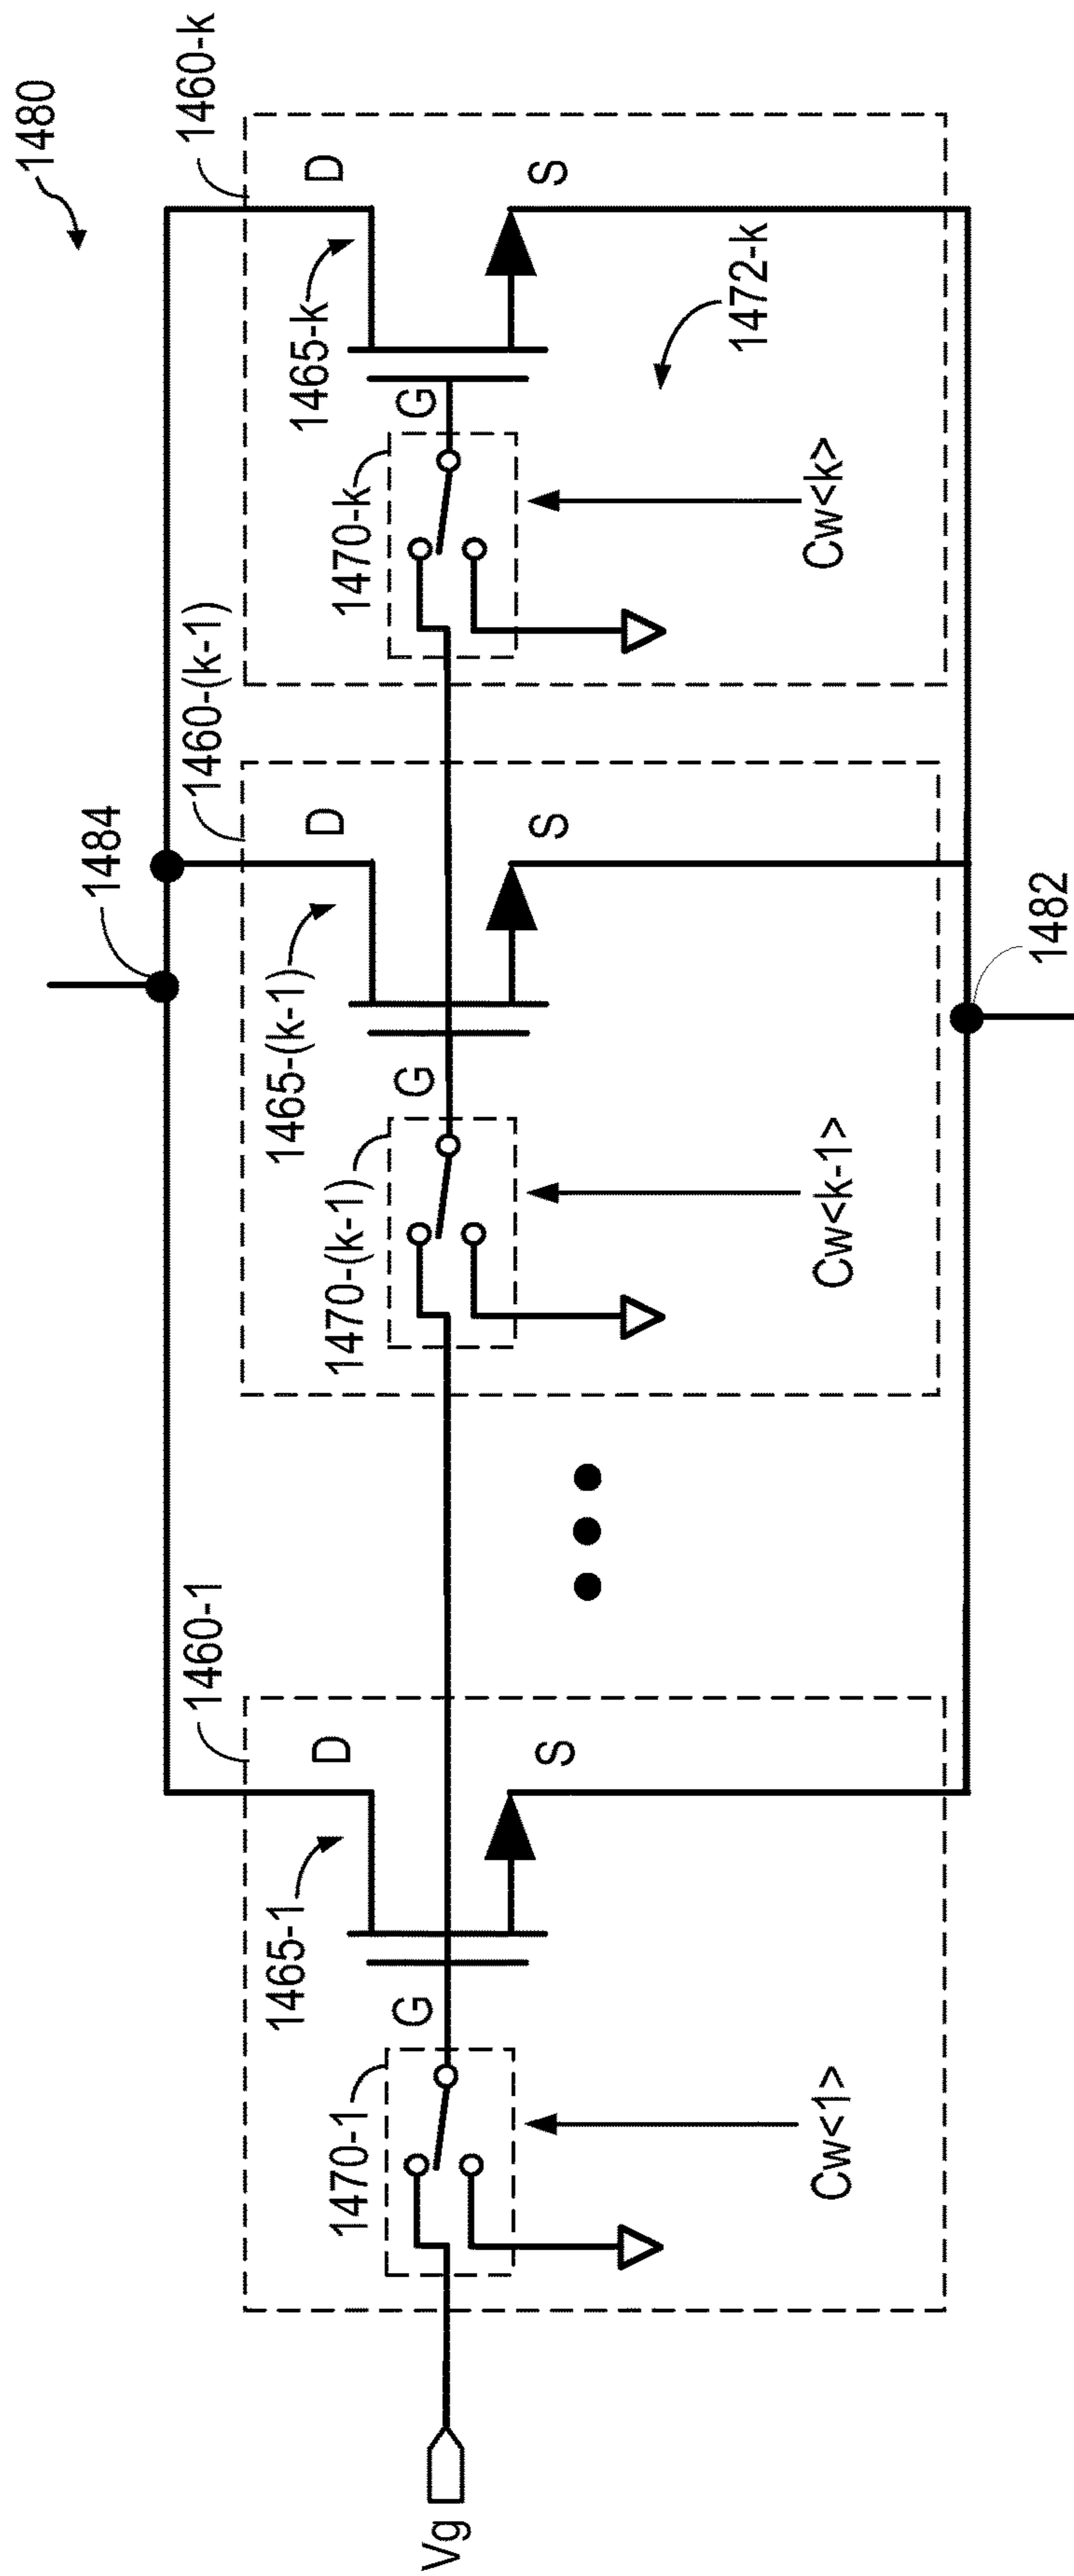 1480
1484
1460-1
1460-(k-1)
1460-k
1465-1
D
1465-(k-1)
D
1465-k
D
1470-1
G
1470-(k-1)
G
1470-k
G
Vg
S
S
S
1472-k
Cw<1>
Cw<k-1>
Cw<k>
1482